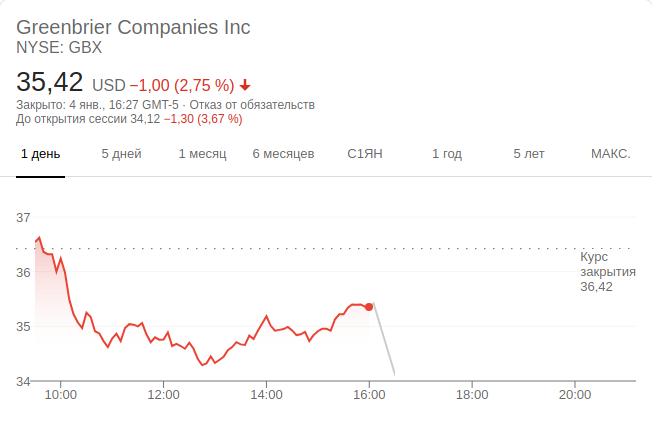 Greenbrier Companies Inc
NYSE: GBX
35,42 USD −1,00 (2,75 %)
Закрыто: 4 янв., 16:27 GMT-5 · Отказ от обязательств
До открытия сессии 34,12 −1,30 (3,67 %)
1 день 5 дней 1 месяц 6 месяцев С1ЯН 1 год 5 лет МАКС.
37
Курс
закрытия
36,42
36
35
34
10:00 12:00 14:00 16:00 18:00 20:00